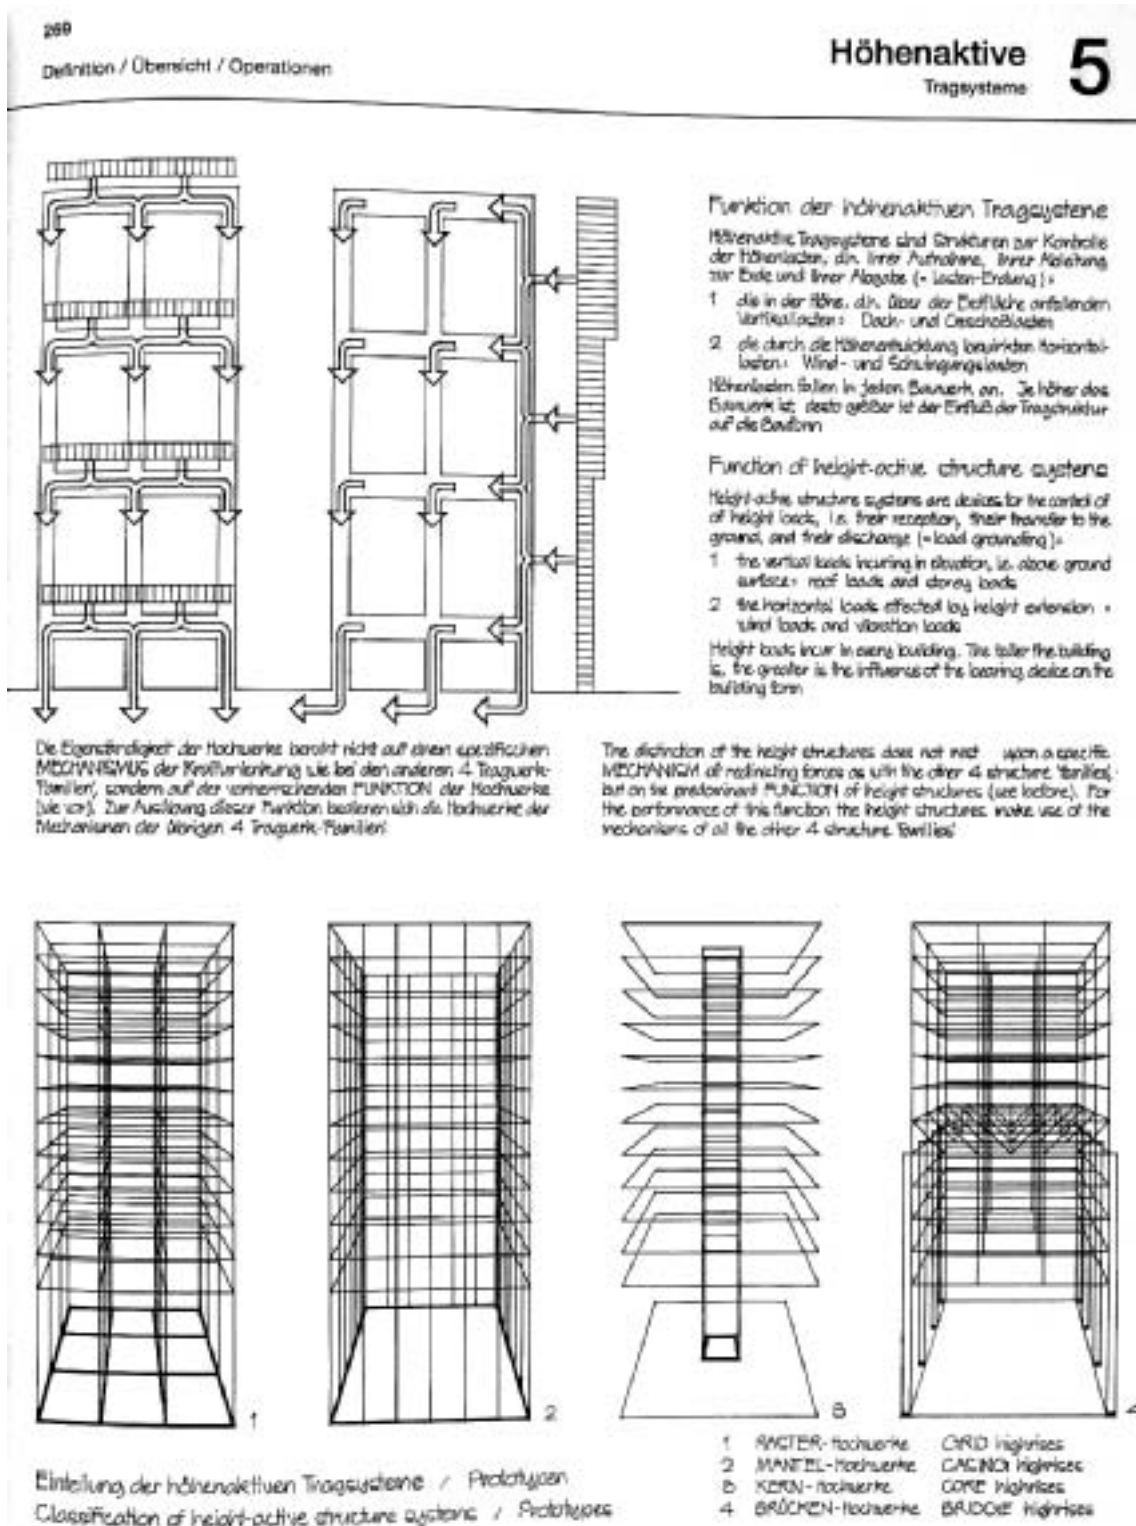 269
Definition / Übersicht / Operationen
Höhenaktive 5
Tragsysteme
Funktion der höhenaktiven Tragsysteme
Höhenaktive Tragsysteme sind Strukturen zur Kontrolle
der Höhenlasten, d.h. ihrer Aufnahme, ihrer Ableitung
zur Erde und ihrer Abgabe (= Lasten-Erdung):
1 die in der Höhe, d.h. über der Erdfläche anfallenden
Vertikallasten: Dach- und Geschoßlasten
2 die durch die Höhenentwicklung bewirkten Horizontal-
lasten: Wind- und Schwingungslasten
Höhenlasten fallen in jedem Bauwerk an. Je höher das
Bauwerk ist, desto größer ist der Einfluß der Tragstruktur
auf die Bauform
Function of height-active structure systems
Height-active structure systems are devices for the control of
of height loads, i.e. their reception, their transfer to the
ground, and their discharge (= load grounding):
1 the vertical loads incuring in elevation, i.e. above ground
surface: roof loads and storey loads
2 the horizontal loads effected by height extension:
wind loads and vibration loads
Height loads incur in every building. The taller the building
is, the greater is the influence of the bearing device on the
building form
Die Eigenständigkeit der Hochwerke beruht nicht auf einem spezifischen
MECHANISMUS der Kraftumlenkung wie bei den anderen 4 Tragwerk-
'Familien', sondern auf der vorherrschenden FUNKTION der Hochwerke
(wie vor). Zur Ausübung dieser Funktion bedienen sich die Hochwerke der
Mechanismen der übrigen 4 Tragwerk-'Familien'
The distinction of the height structures does not rest upon a specific
MECHANISM of redirecting forces as with the other 4 structure 'families',
but on the predominant FUNCTION of height structures (see before). For
the performance of this function the height structures make use of the
mechanisms of all the other 4 structure 'families'
1
2
3
4
1 RASTER-Hochwerke GRID highrises
2 MANTEL-Hochwerke CASING highrises
3 KERN-Hochwerke CORE highrises
4 BRÜCKEN-Hochwerke BRIDGE highrises
Einteilung der höhenaktiven Tragsysteme / Prototypen
Classification of height-active structure systems / Prototypes